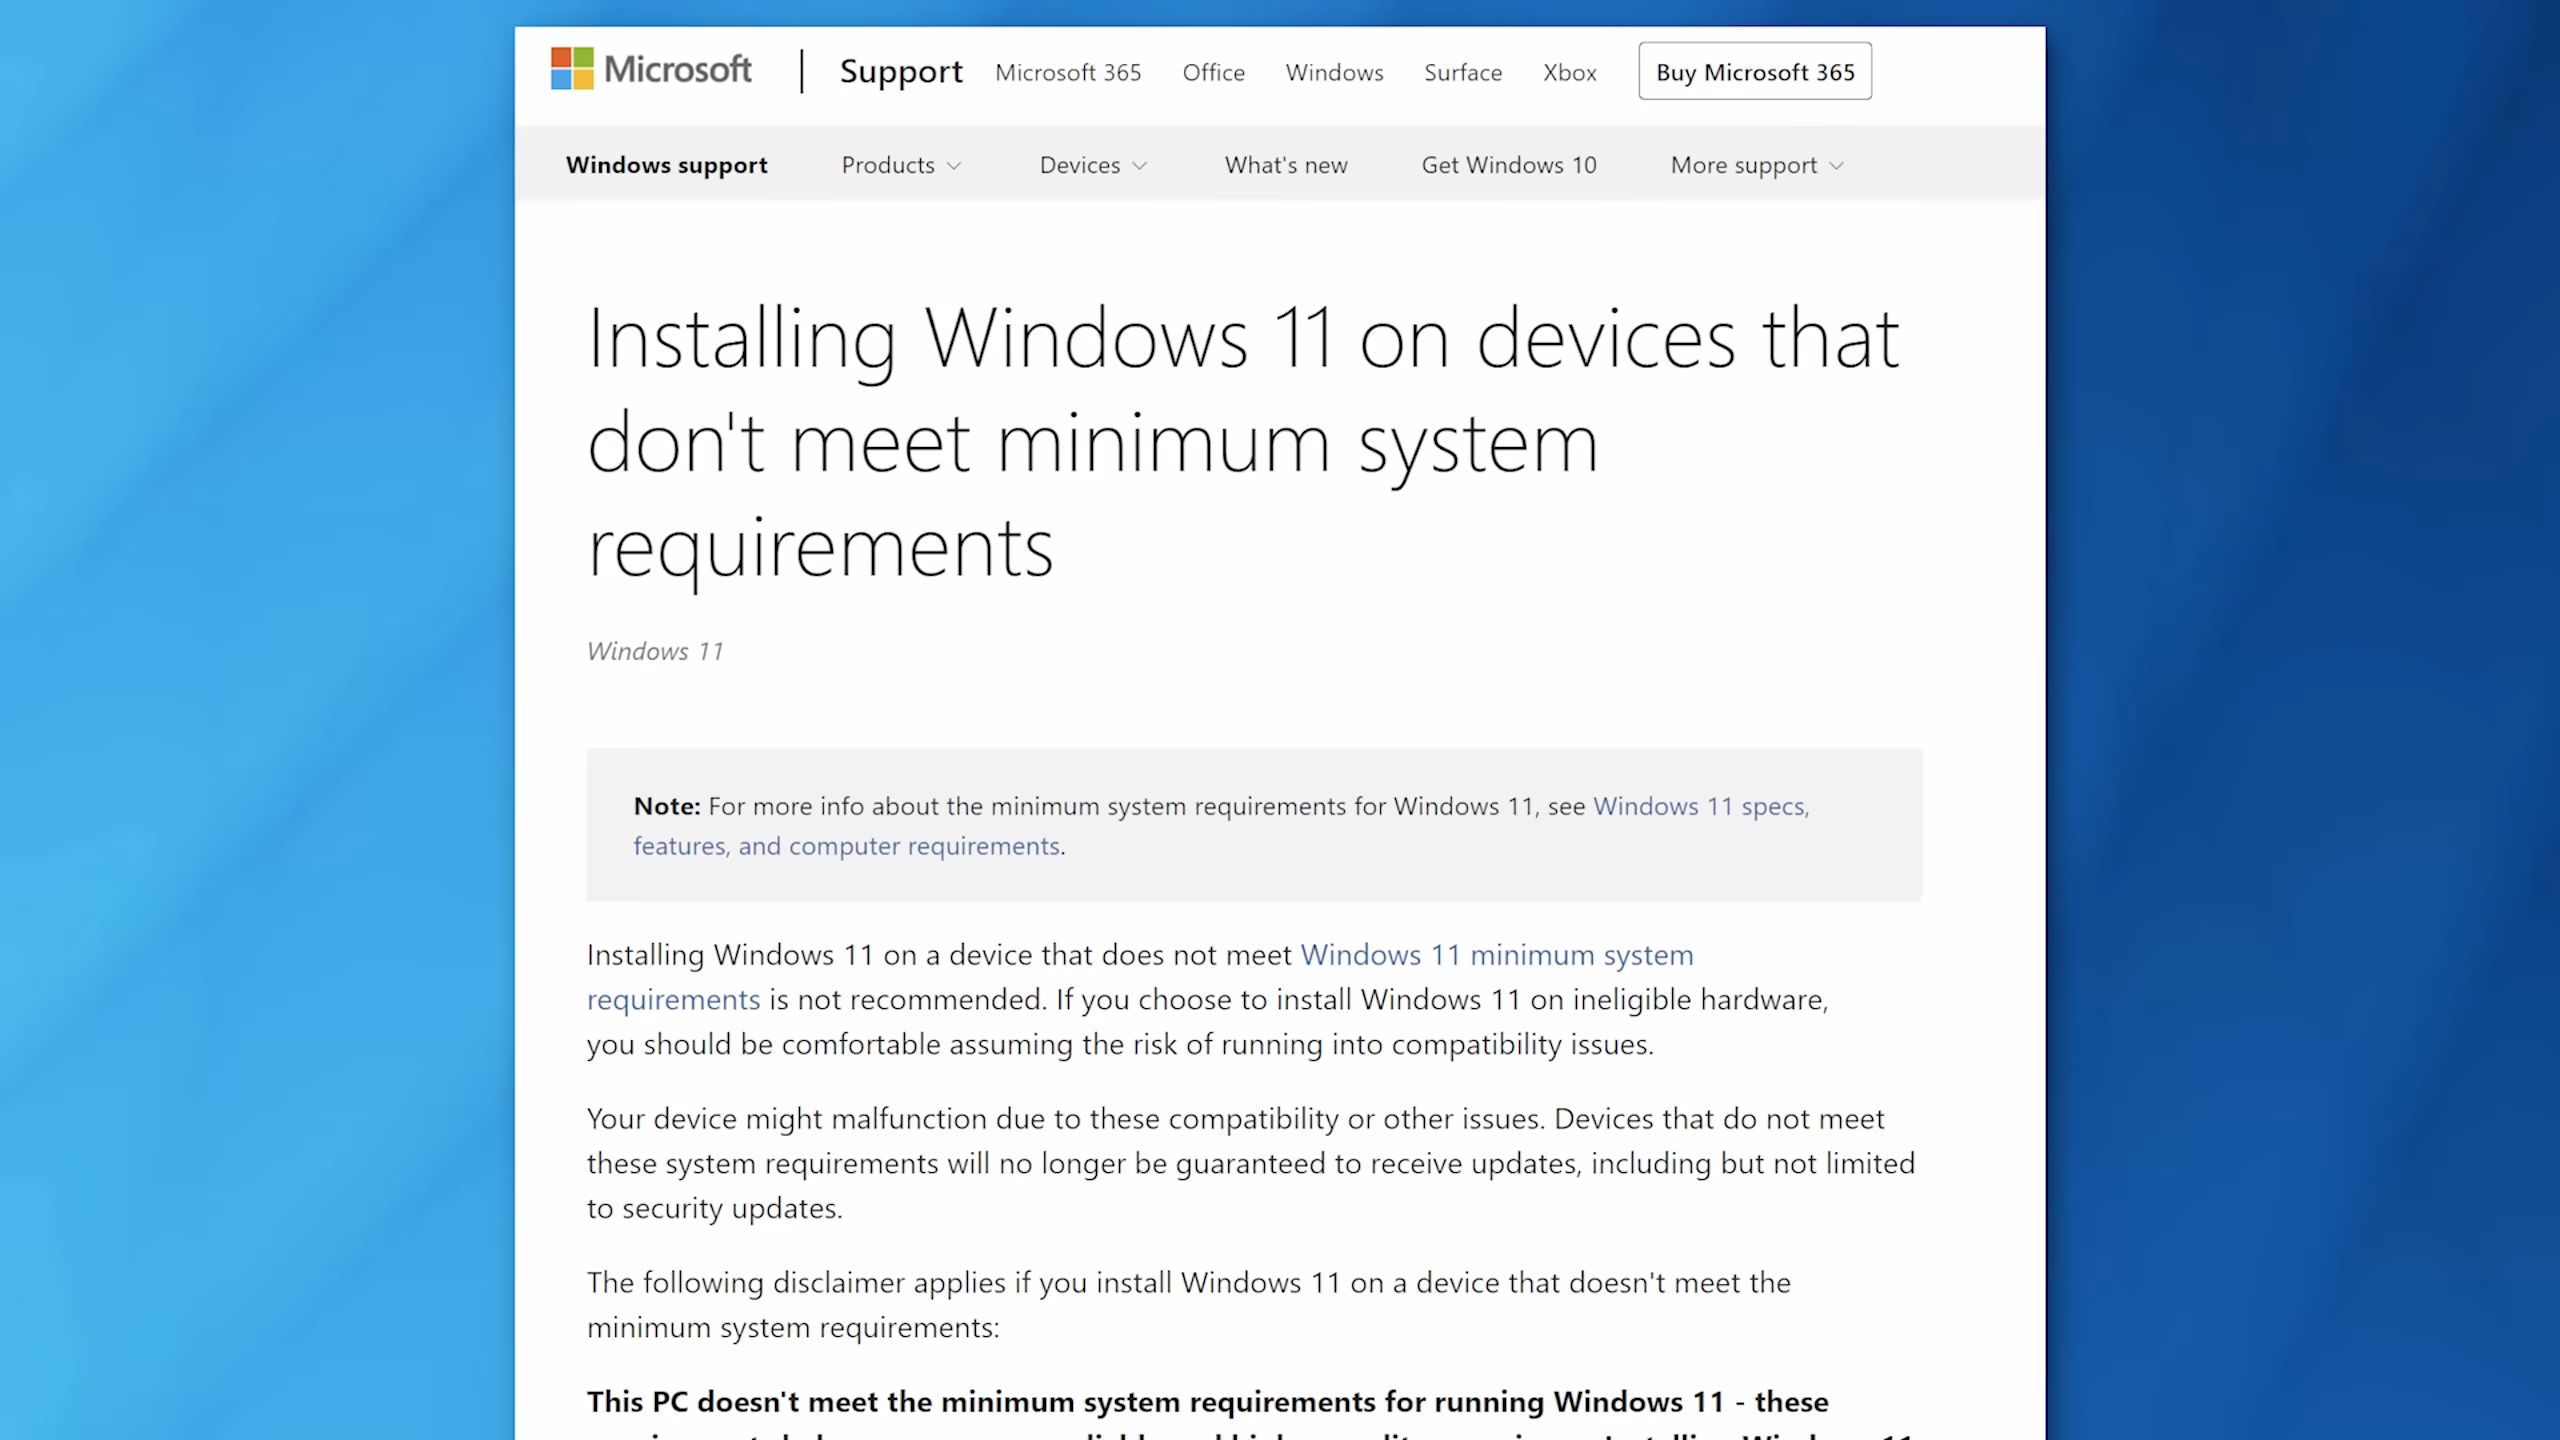 Microsoft | Support Microsoft 365 Office Windows Surface Xbox Buy Microsoft 365
Windows support Products Devices What's new Get Windows 10 More support
Installing Windows 11 on devices that
don't meet minimum system
requirements
Windows 11
Note: For more info about the minimum system requirements for Windows 11, see Windows 11 specs,
features, and computer requirements.
Installing Windows 11 on a device that does not meet Windows 11 minimum system
requirements is not recommended. If you choose to install Windows 11 on ineligible hardware,
you should be comfortable assuming the risk of running into compatibility issues.
Your device might malfunction due to these compatibility or other issues. Devices that do not meet
these system requirements will no longer be guaranteed to receive updates, including but not limited
to security updates.
The following disclaimer applies if you install Windows 11 on a device that doesn't meet the
minimum system requirements:
This PC doesn't meet the minimum system requirements for running Windows 11 - these